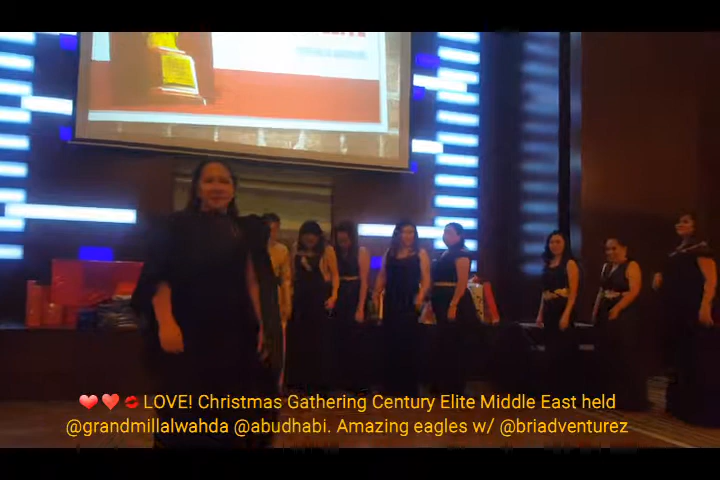 ❤️❤️💋LOVE! Christmas Gathering Century Elite Middle East held
@grandmillalwahda @abudhabi. Amazing eagles w/ @briadventurez